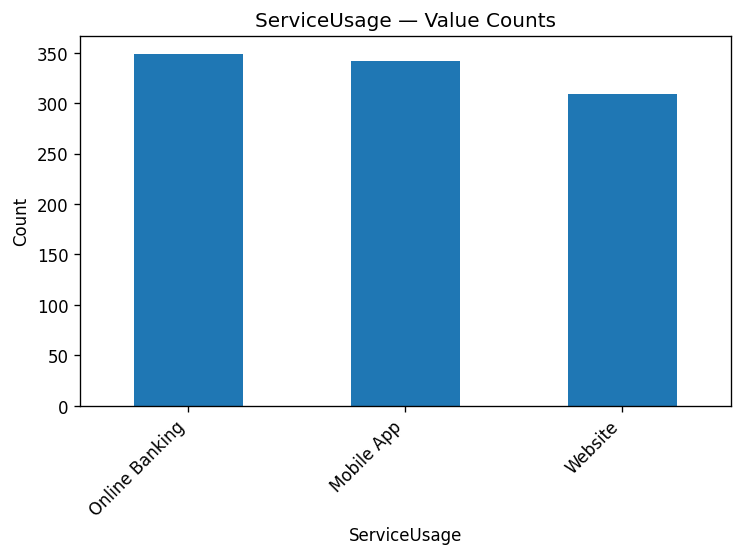 ServiceUsage — Value Counts
Count
350
300
250
200
150
100
50
0
Online Banking
Mobile App
Website
ServiceUsage